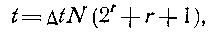 t = ΔtN (2^r + r + 1),